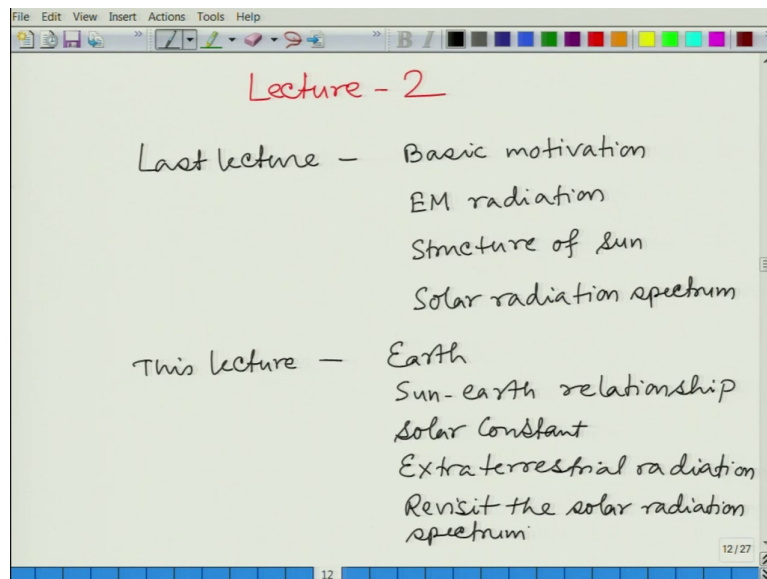 File Edit View Insert Actions Tools Help
B I
Lecture - 2
Last lecture - Basic motivation
EM radiation
Structure of sun
Solar radiation spectrum
This lecture - Earth
Sun-earth relationship
Solar Constant
Extraterrestrial radiation
Revisit the solar radiation
spectrum
12/27
12